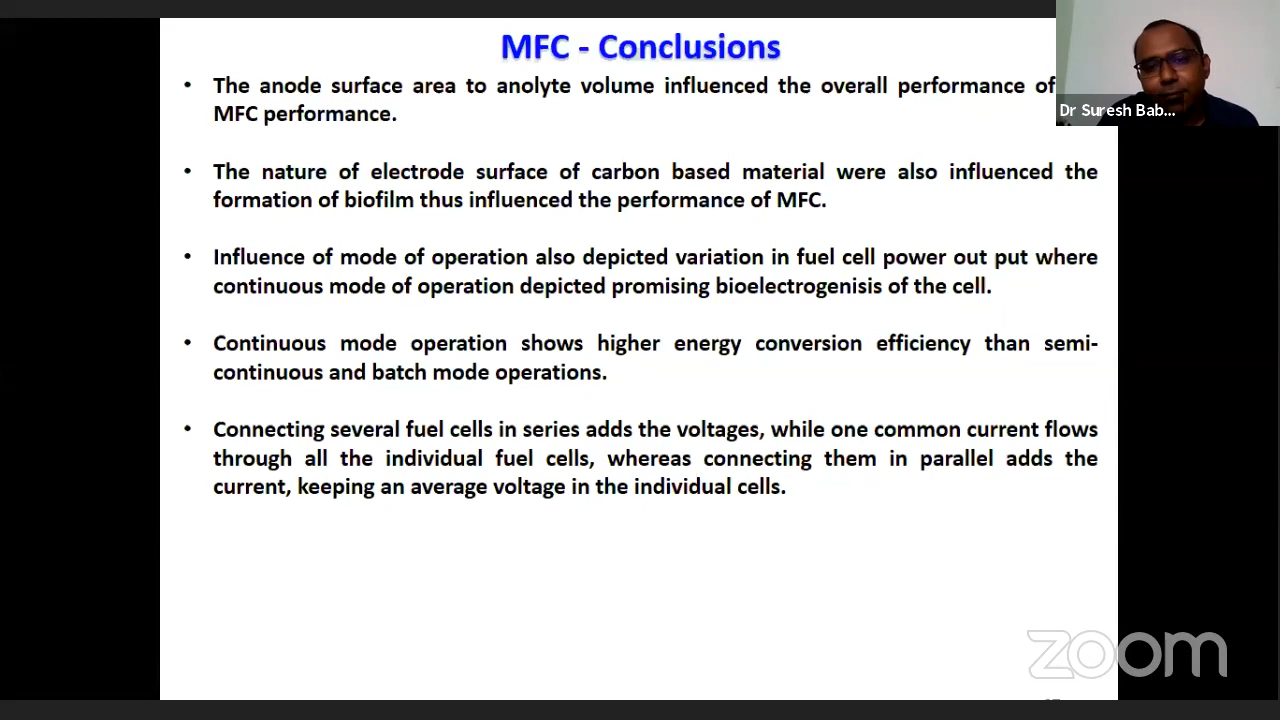 MFC - Conclusions
• The anode surface area to anolyte volume influenced the overall performance of
MFC performance.
• The nature of electrode surface of carbon based material were also influenced the
formation of biofilm thus influenced the performance of MFC.
• Influence of mode of operation also depicted variation in fuel cell power out put where
continuous mode of operation depicted promising bioelectrogenisis of the cell.
• Continuous mode operation shows higher energy conversion efficiency than semi-
continuous and batch mode operations.
• Connecting several fuel cells in series adds the voltages, while one common current flows
through all the individual fuel cells, whereas connecting them in parallel adds the
current, keeping an average voltage in the individual cells.
Dr Suresh Bab...
zoom